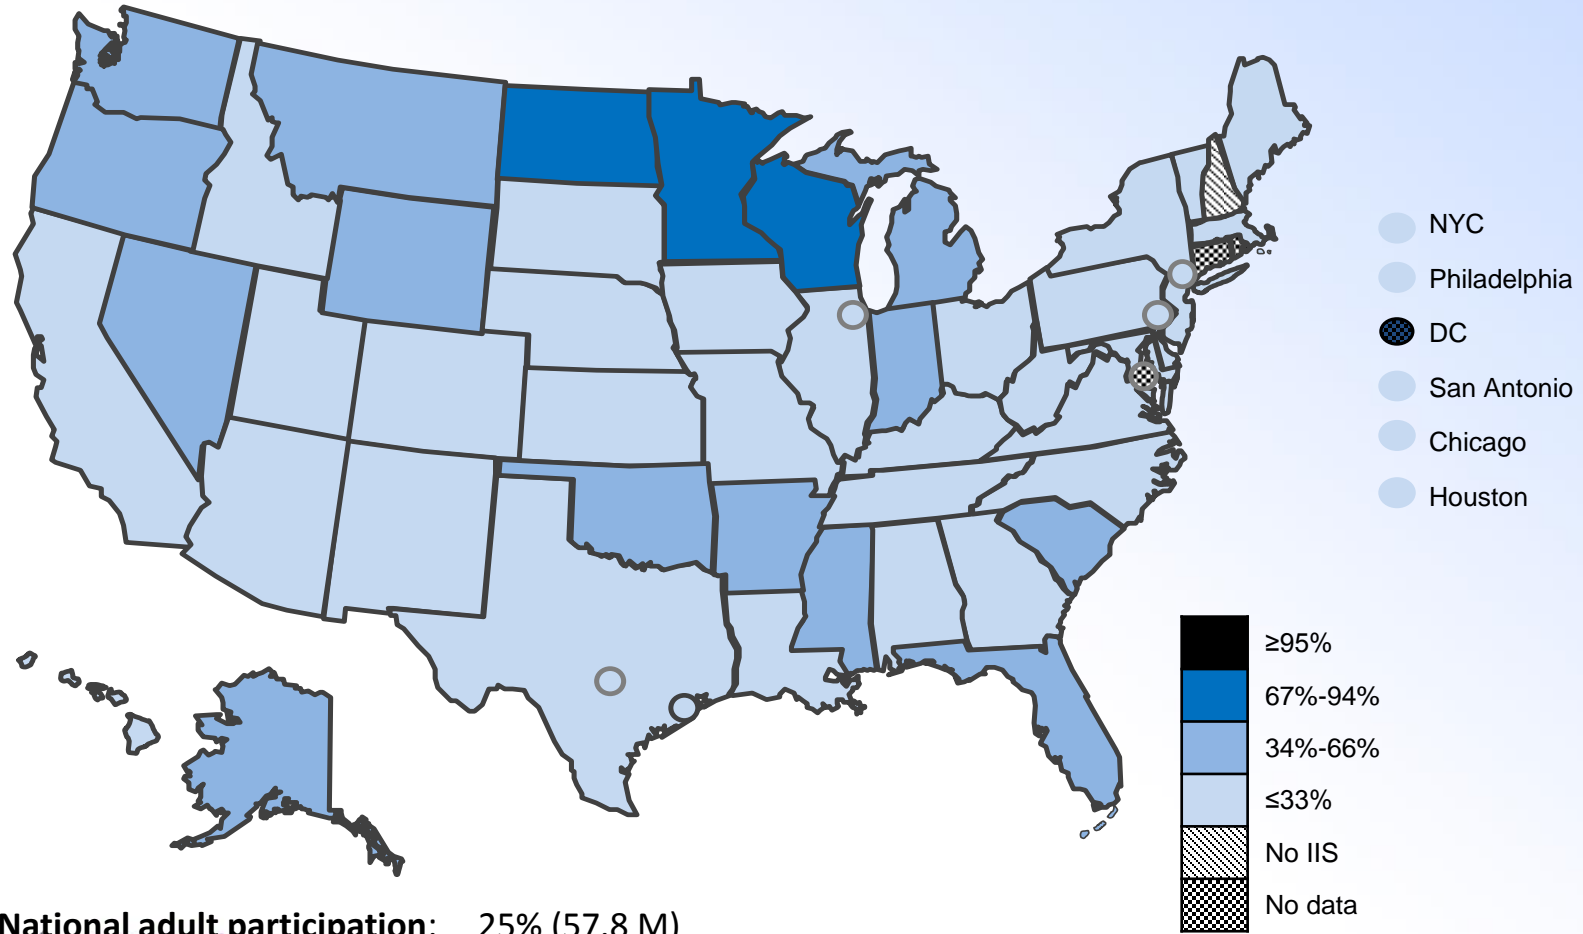 NYC
Philadelphia
DC
San Antonio
Chicago
Houston
≥95%
67%-94%
34%-66%
≤33%
No IIS
No data
National adult participation: 25% (57.8 M)